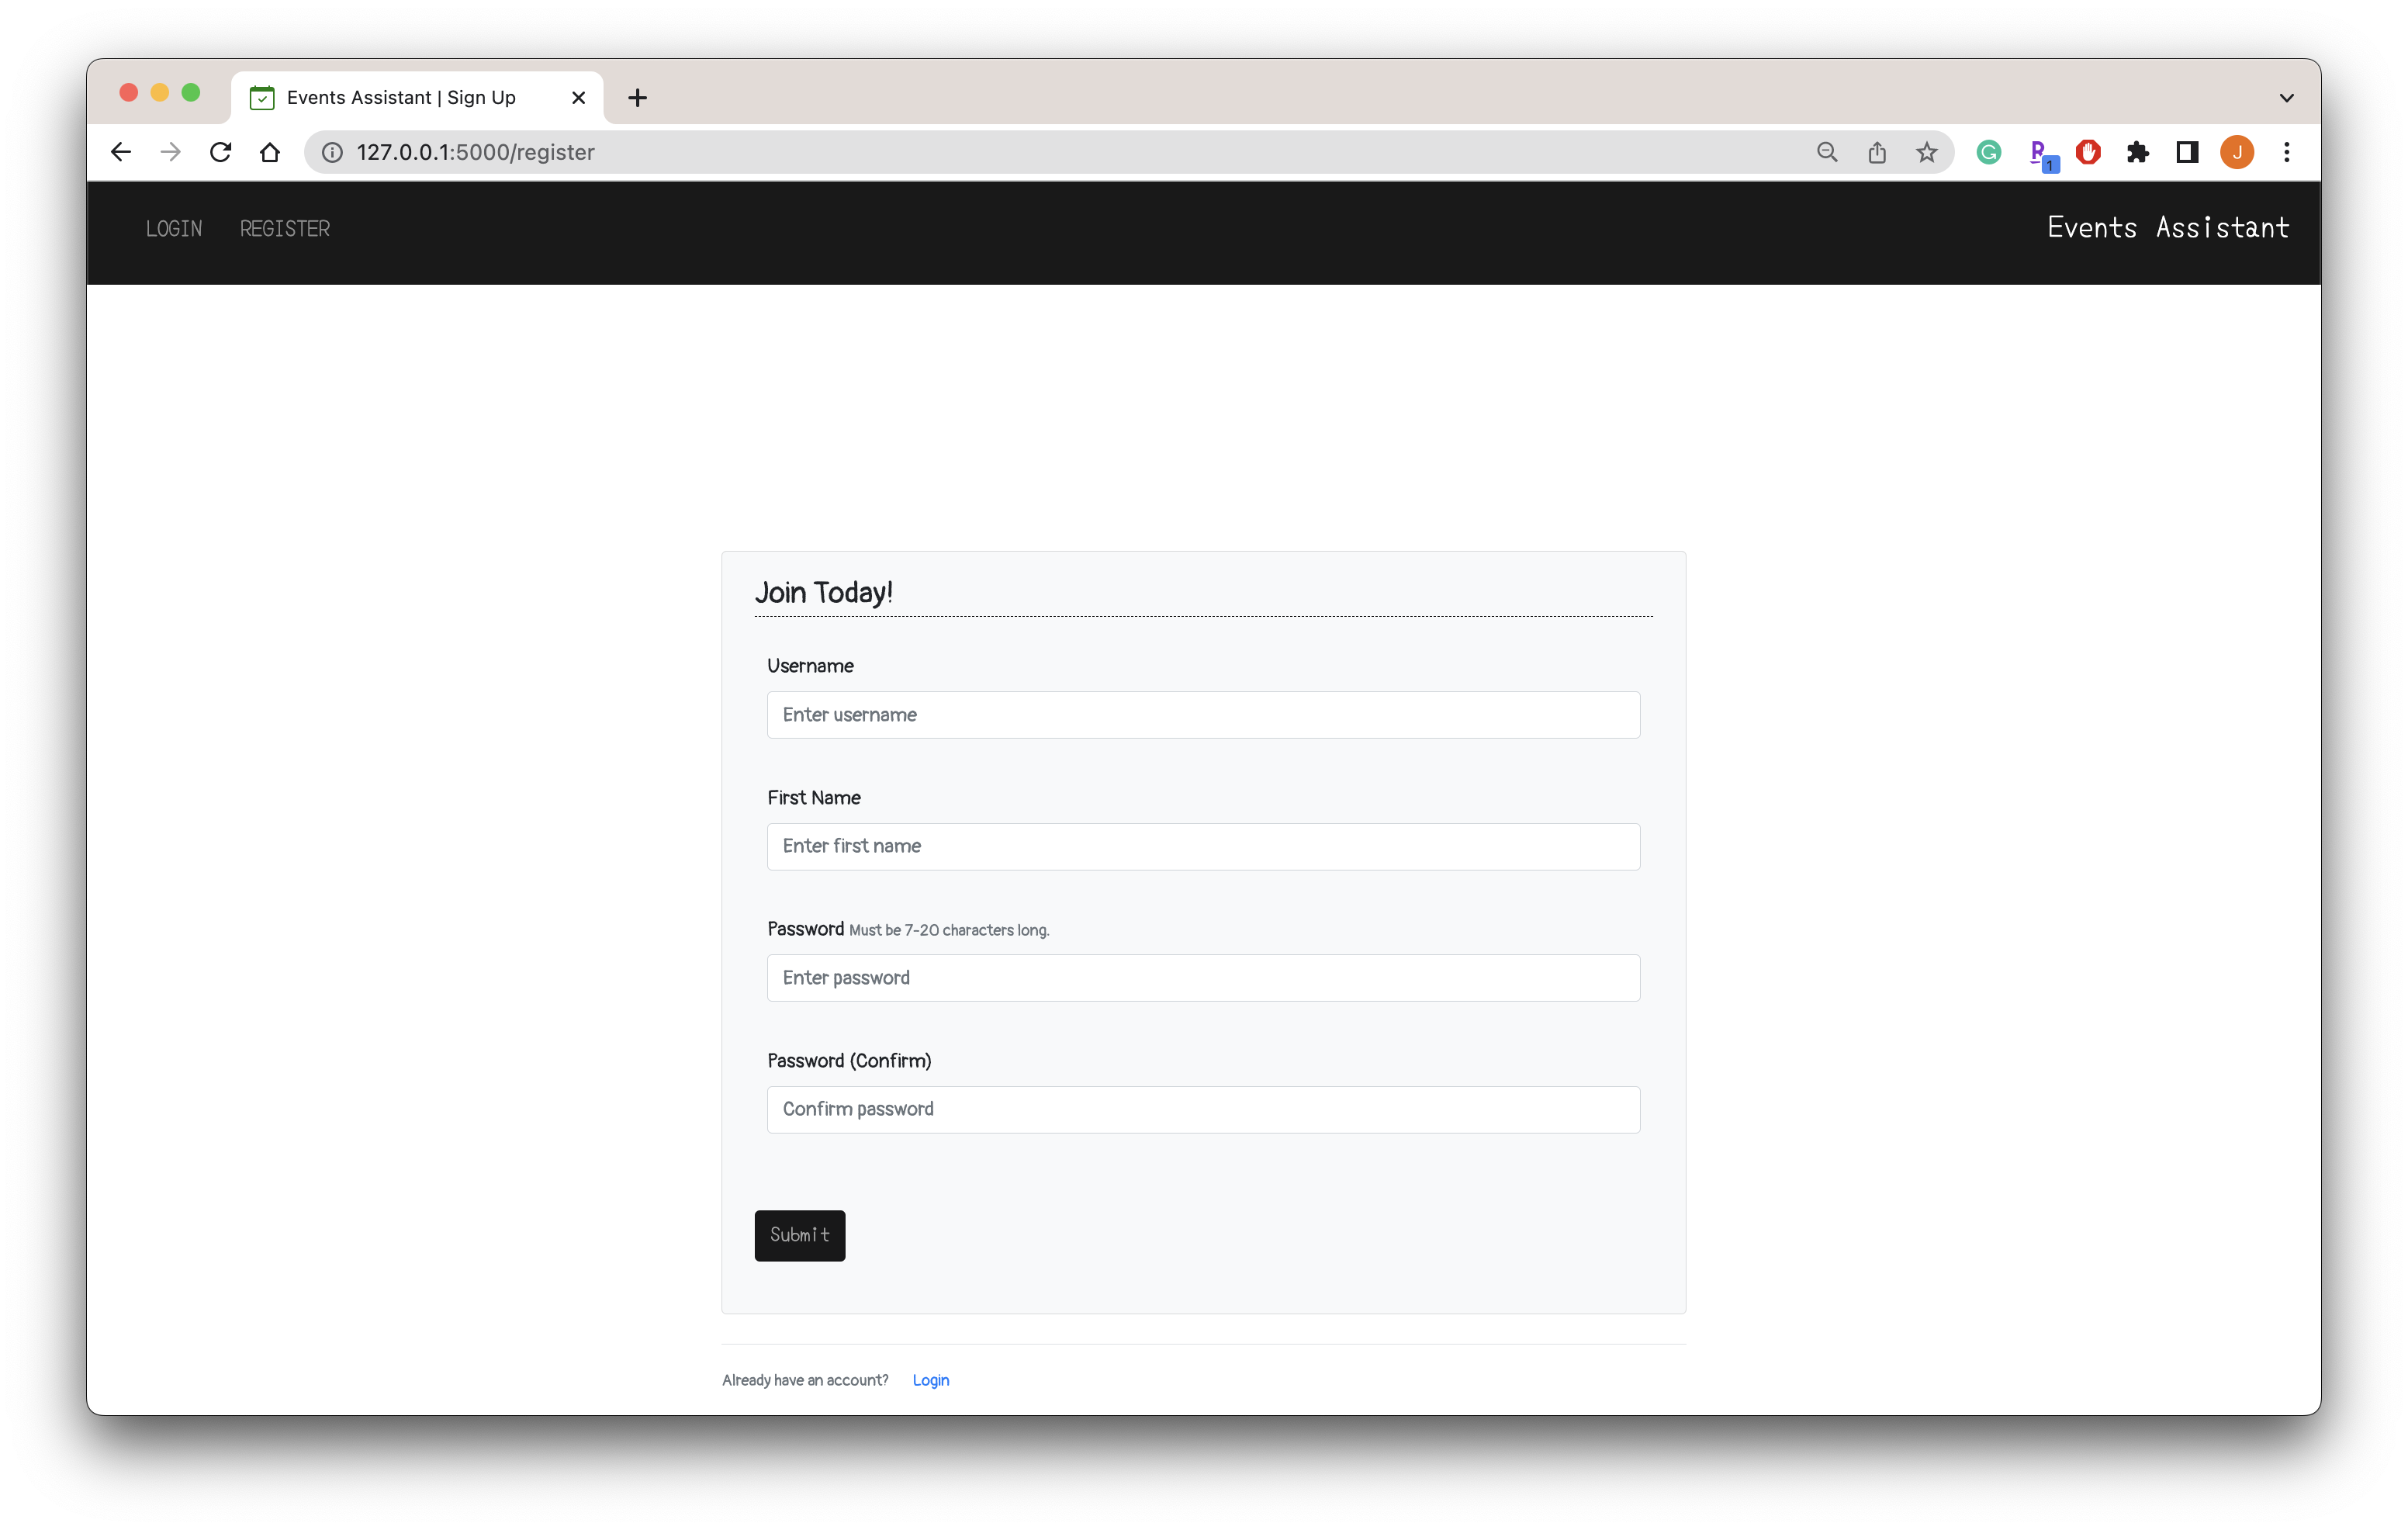 Events Assistant | Sign Up
127.0.0.1:5000/register
1
J
LOGIN REGISTER Events Assistant
Join Today!
Username
Enter username
First Name
Enter first name
Password Must be 7-20 characters long.
Enter password
Password (Confirm)
Confirm password
Submit
Already have an account? Login